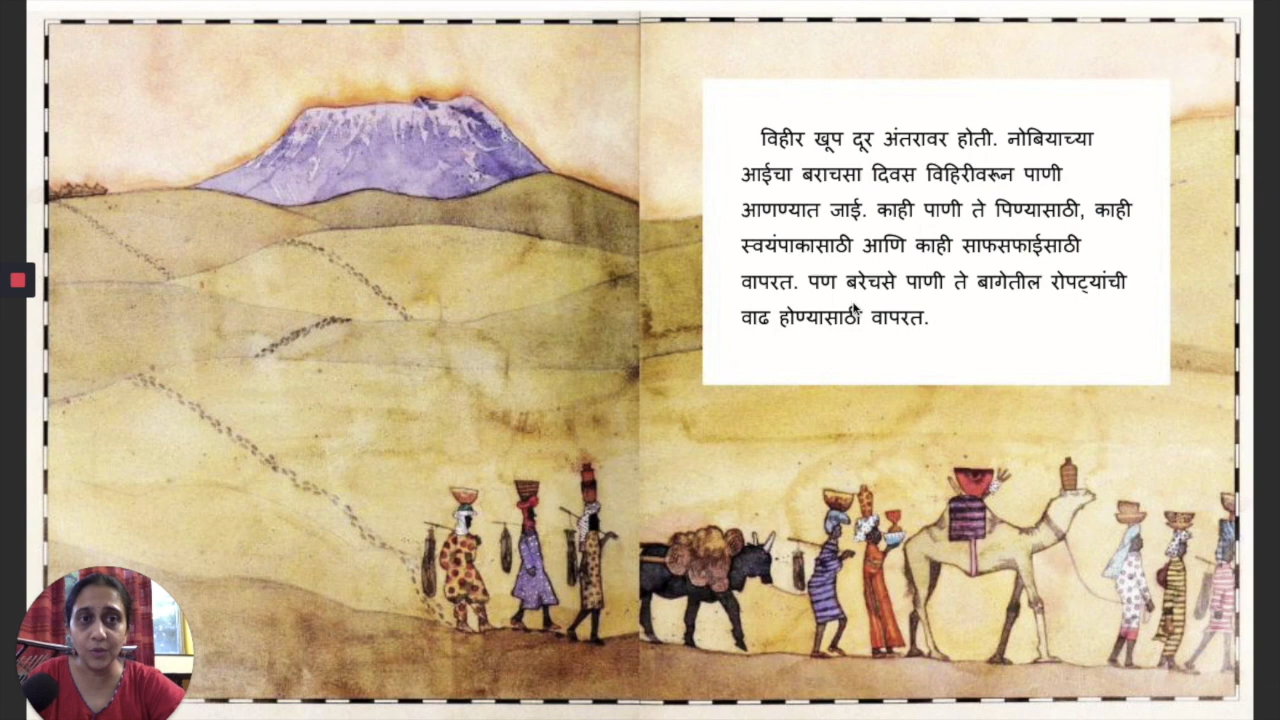 विहीर खूप दूर अंतरावर होती. नोबियाच्या
आईचा बराचसा दिवस विहिरीवरून पाणी
आणण्यात जाई. काही पाणी ते पिण्यासाठी, काही
स्वयंपाकासाठी आणि काही साफसफाईसाठी
वापरत. पण बरेचसे पाणी ते बागेतील रोपट्यांची
वाढ होण्यासाठी वापरत.